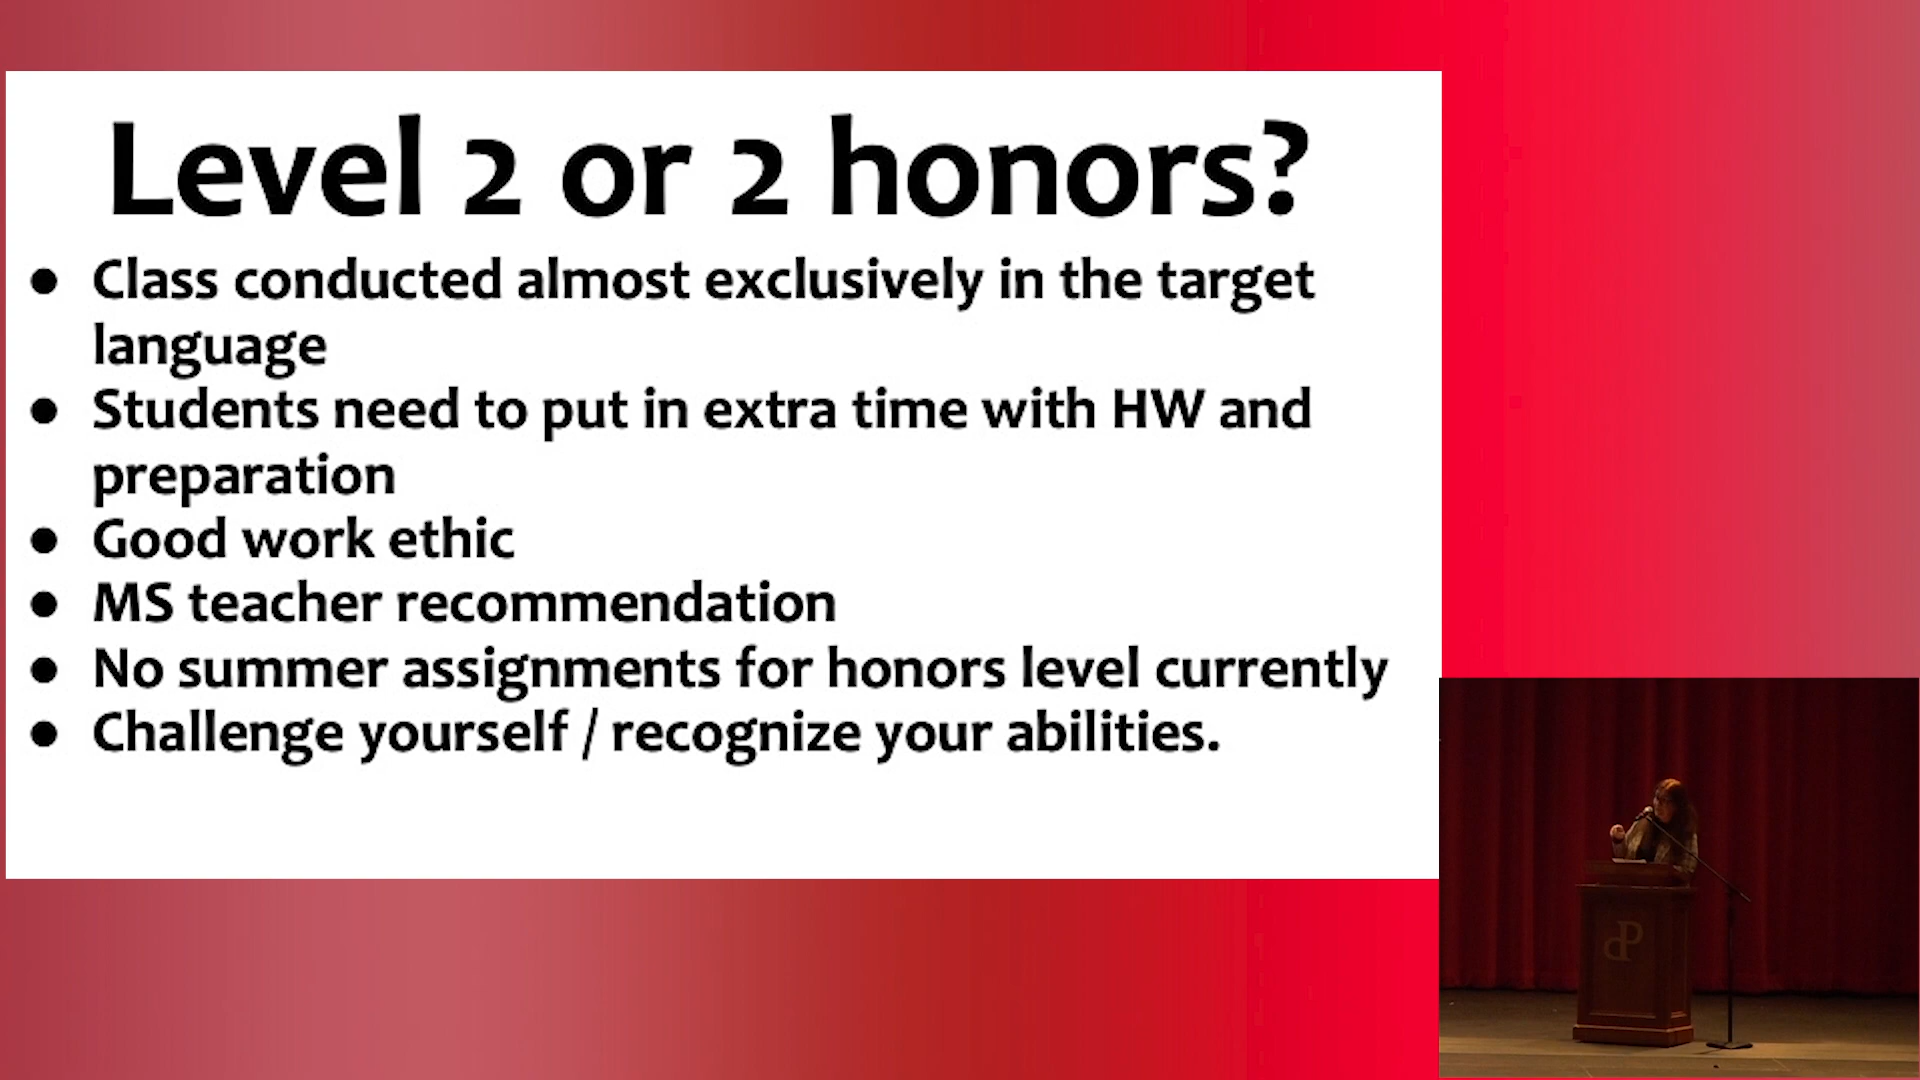 Level 2 or 2 honors?
● Class conducted almost exclusively in the target
language
● Students need to put in extra time with HW and
preparation
● Good work ethic
● MS teacher recommendation
● No summer assignments for honors level currently
● Challenge yourself / recognize your abilities.
dP